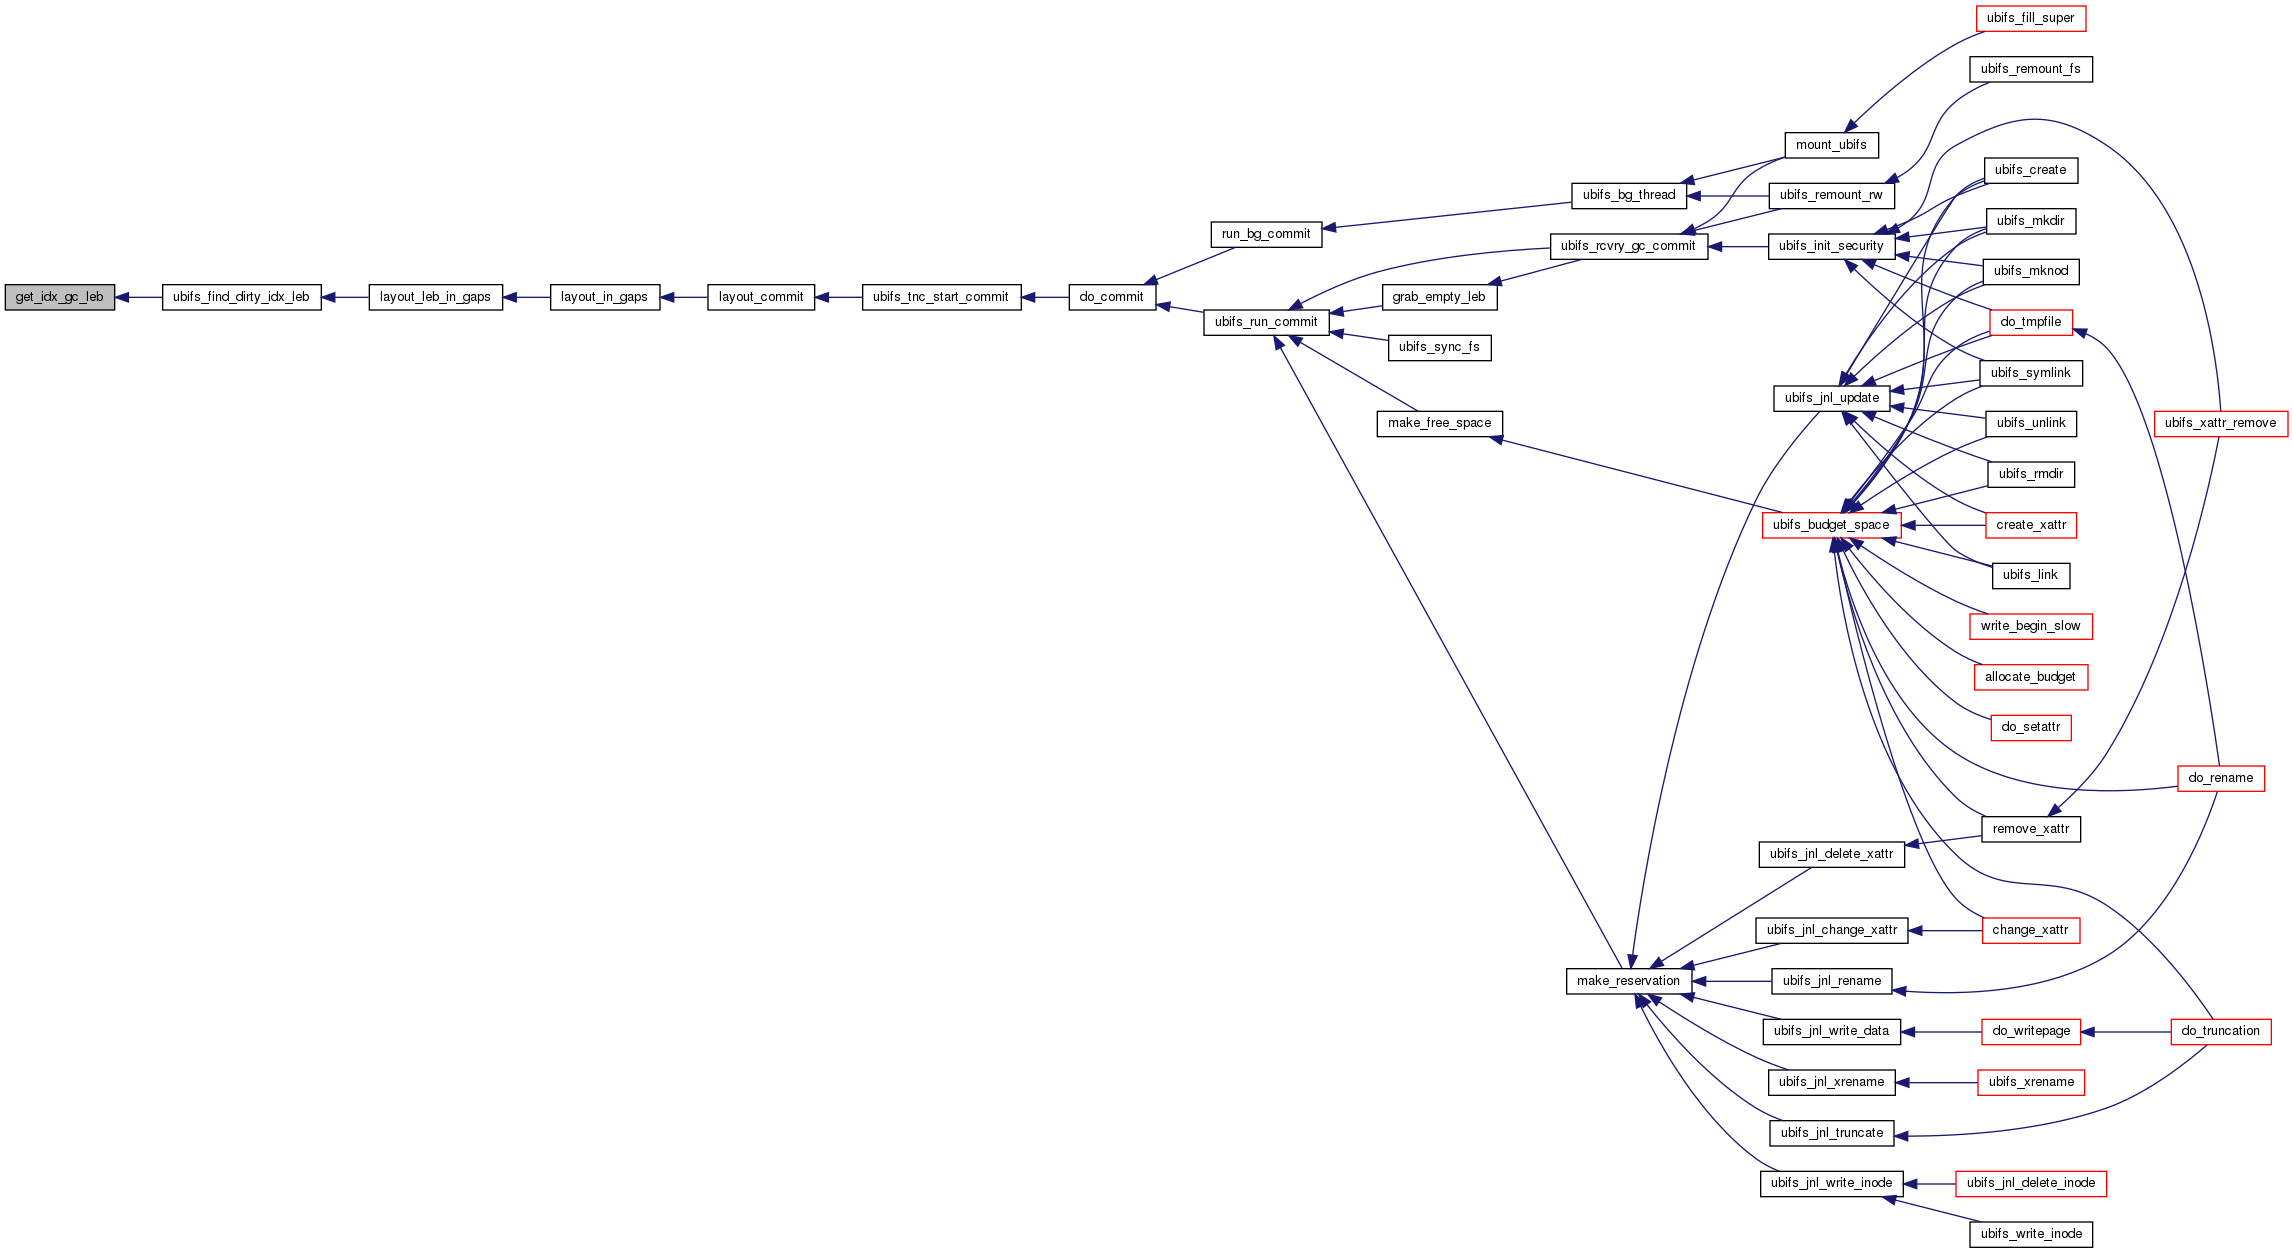 get_idx_gc_leb
ubifs_find_dirty_idx_leb
layout_leb_in_gaps
layout_in_gaps
layout_commit
ubifs_tnc_start_commit
do_commit
run_bg_commit
ubifs_run_commit
grab_empty_leb
ubifs_sync_fs
make_free_space
ubifs_bg_thread
ubifs_rcvry_gc_commit
make_reservation
mount_ubifs
ubifs_remount_rw
ubifs_init_security
ubifs_jnl_update
ubifs_budget_space
ubifs_jnl_delete_xattr
ubifs_jnl_change_xattr
ubifs_jnl_rename
ubifs_jnl_write_data
ubifs_jnl_xrename
ubifs_jnl_truncate
ubifs_jnl_write_inode
ubifs_fill_super
ubifs_remount_fs
ubifs_create
ubifs_mkdir
ubifs_mknod
do_tmpfile
ubifs_symlink
ubifs_unlink
ubifs_rmdir
create_xattr
ubifs_link
write_begin_slow
allocate_budget
do_setattr
remove_xattr
change_xattr
do_writepage
ubifs_xrename
ubifs_jnl_delete_inode
ubifs_write_inode
ubifs_xattr_remove
do_rename
do_truncation